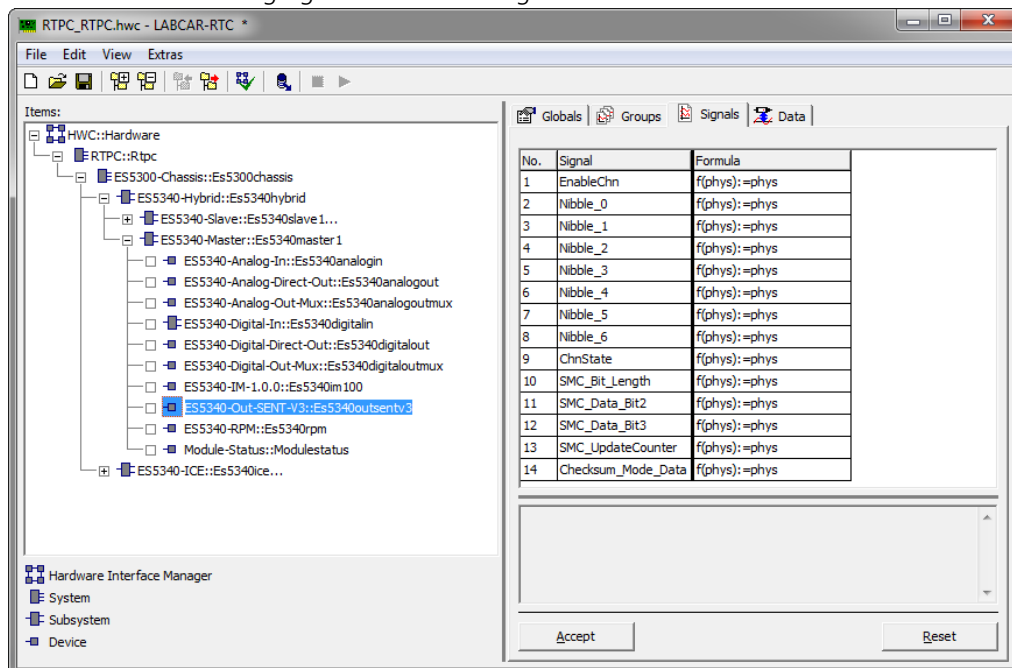 RTPC_RTPC.hwc - LABCAR-RTC *
File Edit View Extras
Items:
HWC::Hardware
RTPC::Rtpc
ES5300-Chassis::Es5300chassis
ES5340-Hybrid::Es5340hybrid
ES5340-Slave::Es5340slave1...
ES5340-Master::Es5340master1
ES5340-Analog-In::Es5340analogin
ES5340-Analog-Direct-Out::Es5340analogout
ES5340-Analog-Out-Mux::Es5340analogoutmux
ES5340-Digital-In::Es5340digitalin
ES5340-Digital-Direct-Out::Es5340digitalout
ES5340-Digital-Out-Mux::Es5340digitaloutmux
ES5340-IM-1.0.0::Es5340im100
ES5340-Out-SENT-V3::Es5340outsentv3
ES5340-RPM::Es5340rpm
Module-Status::Modulestatus
ES5340-ICE::Es5340ice...
Hardware Interface Manager
System
Subsystem
Device
Globals Groups Signals Data
No. Signal Formula
1 EnableChn f(phys):=phys
2 Nibble_0 f(phys):=phys
3 Nibble_1 f(phys):=phys
4 Nibble_2 f(phys):=phys
5 Nibble_3 f(phys):=phys
6 Nibble_4 f(phys):=phys
7 Nibble_5 f(phys):=phys
8 Nibble_6 f(phys):=phys
9 ChnState f(phys):=phys
10 SMC_Bit_Length f(phys):=phys
11 SMC_Data_Bit2 f(phys):=phys
12 SMC_Data_Bit3 f(phys):=phys
13 SMC_UpdateCounter f(phys):=phys
14 Checksum_Mode_Data f(phys):=phys
Accept Reset